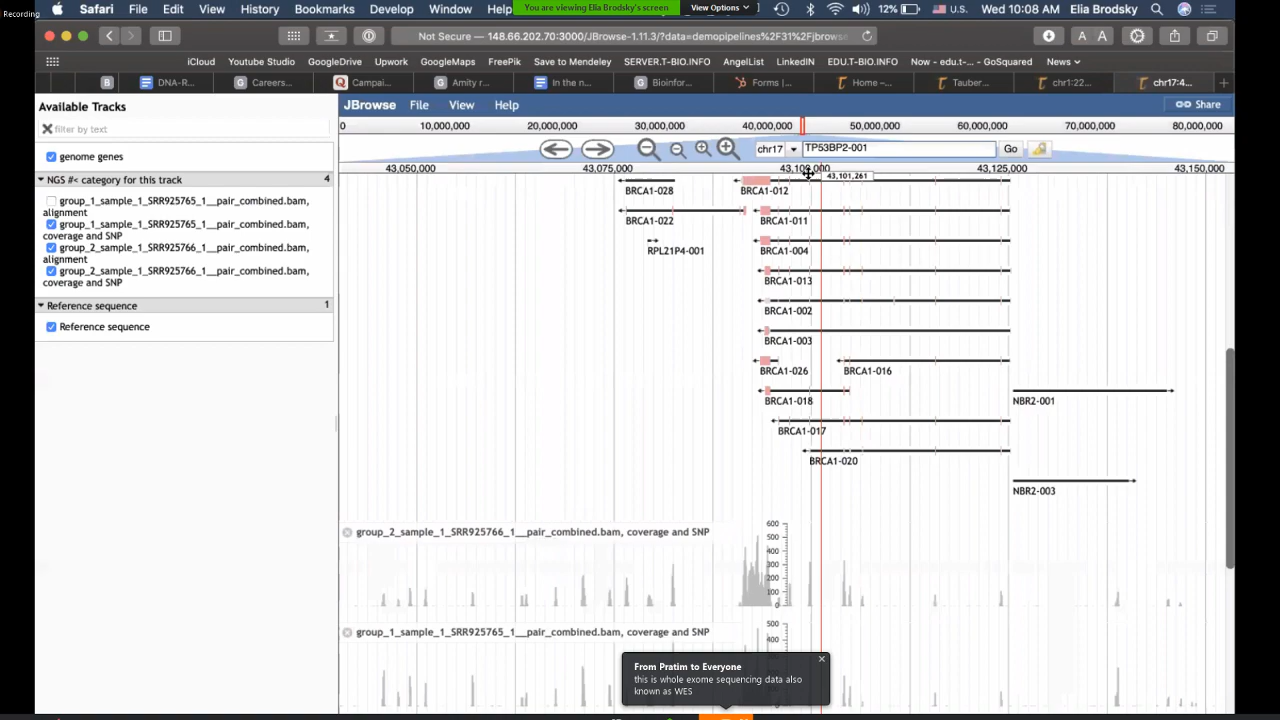 Recording
Safari File Edit View History Bookmarks Develop Window Help
You are viewing Elia Brodsky's screen View Options
12% U.S. Wed 10:08 AM Elia Brodsky
Not Secure — 148.66.202.70:3000/JBrowse-1.11.3/?data=demopipelines%2F31%2Fjbrows
A A
iCloud Youtube Studio GoogleDrive Upwork GoogleMaps FreePik Save to Mendeley SERVER.T-BIO.INFO AngelList LinkedIN EDU.T-BIO.INFO Now – edu.t-... - GoSquared News
B DNA-R... G Careers... Campai... G Amity r... In the n... G Bioinfor... Forms |... Home –... Tauber... chr1:22... chr17:4...
Available Tracks
filter by text
genome genes
NGS #< category for this track 4
group_1_sample_1_SRR925765_1__pair_combined.bam,
alignment
group_1_sample_1_SRR925765_1__pair_combined.bam,
coverage and SNP
group_2_sample_1_SRR925766_1__pair_combined.bam,
alignment
group_2_sample_1_SRR925766_1__pair_combined.bam,
coverage and SNP
Reference sequence 1
Reference sequence
JBrowse File View Help Share
0 10,000,000 20,000,000 30,000,000 40,000,000 50,000,000 60,000,000 70,000,000 80,000,000
chr17 TP53BP2-001 Go
43,050,000 43,075,000 43,100,000 43,125,000 43,150,000
43,101,261
BRCA1-028 BRCA1-012
BRCA1-022 BRCA1-011
RPL21P4-001 BRCA1-004
BRCA1-013
BRCA1-002
BRCA1-003
BRCA1-026 BRCA1-016
BRCA1-018 NBR2-001
BRCA1-017
BRCA1-020
NBR2-003
group_2_sample_1_SRR925766_1__pair_combined.bam, coverage and SNP
600
500
400
300
200
100
0
group_1_sample_1_SRR925765_1__pair_combined.bam, coverage and SNP
500
400
From Pratim to Everyone
this is whole exome sequencing data also
known as WES